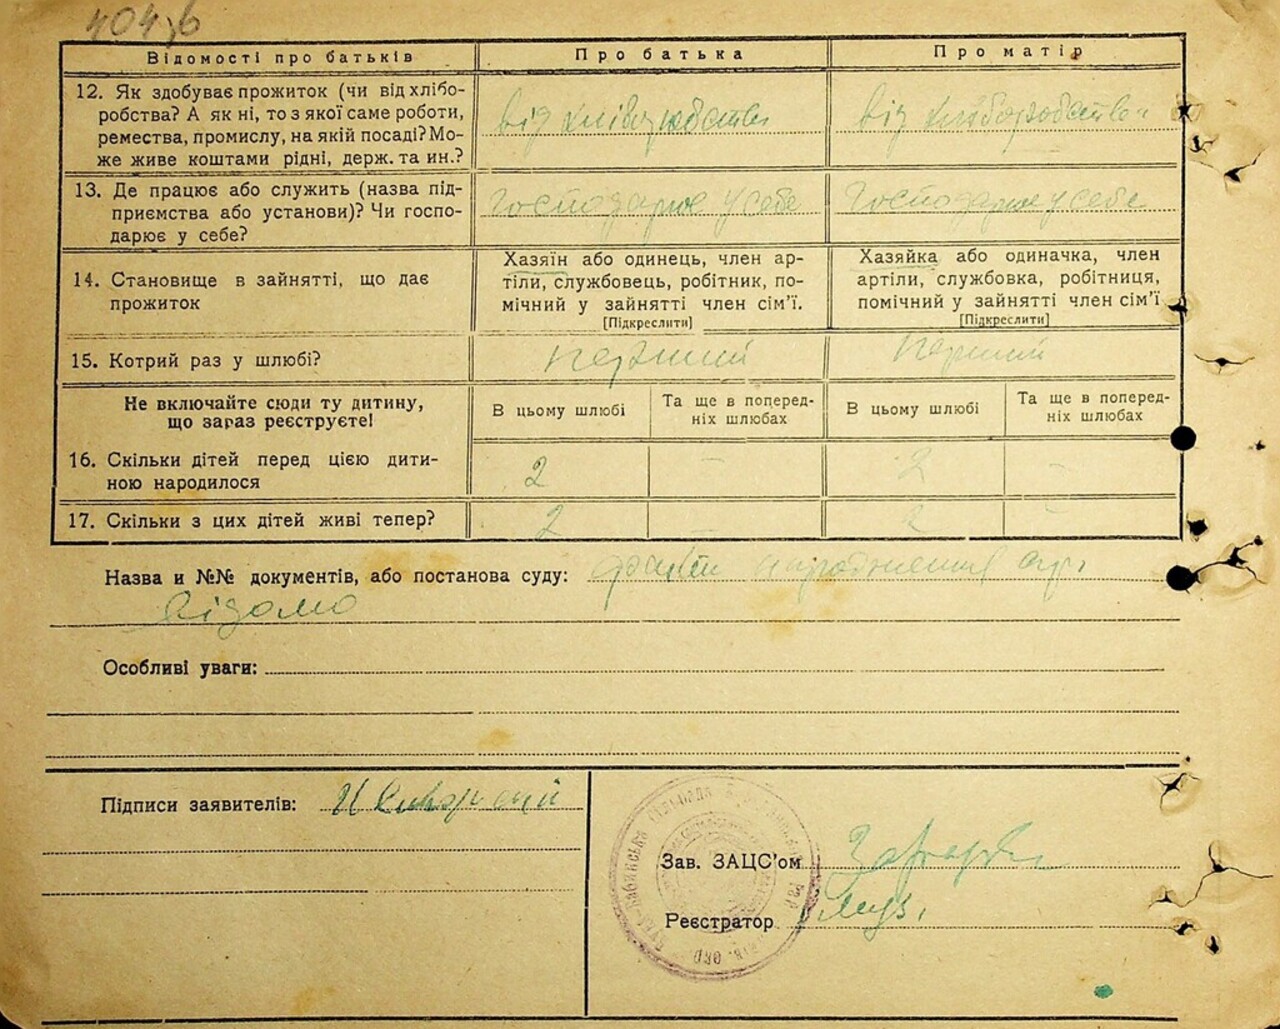 404
Відомості про батьків Про батька Про матір
12. Як здобуває прожиток (чи від хлібо-
робства? А як ні, то з якої саме роботи,
ремества, промислу, на якій посаді? Мо-
же живе коштами рідні, держ. та ин.?
від хліборобства від хліборобства
13. Де працює або служить (назва під-
приємства або установи)? Чи госпо-
дарює у себе?
Господарює у себе Господарює у себе
14. Становище в зайнятті, що дає
прожиток
Хазяїн або одинець, член ар-
тіли, службовець, робітник, по-
мічний у зайнятті член сім'ї.
[Підкреслити]
Хазяйка або одиначка, член
артіли, службовка, робітниця,
помічний у зайнятті член сім'ї
[Підкреслити]
15. Котрий раз у шлюбі? перший перший
Не включайте сюди ту дитину,
що зараз реєструєте!
В цьому шлюбі
Та ще в поперед-
ніх шлюбах
В цьому шлюбі
Та ще в поперед-
ніх шлюбах
16. Скільки дітей перед цією дити-
ною народилося
2 — 2 -
17. Скільки з цих дітей живі тепер? 2 — 2 -
Назва и №№ документів, або постанова суду: факт народження
відомо
Особливі уваги:
Підписи заявителів: И
Зав. ЗАЦС'ом
Реєстратор